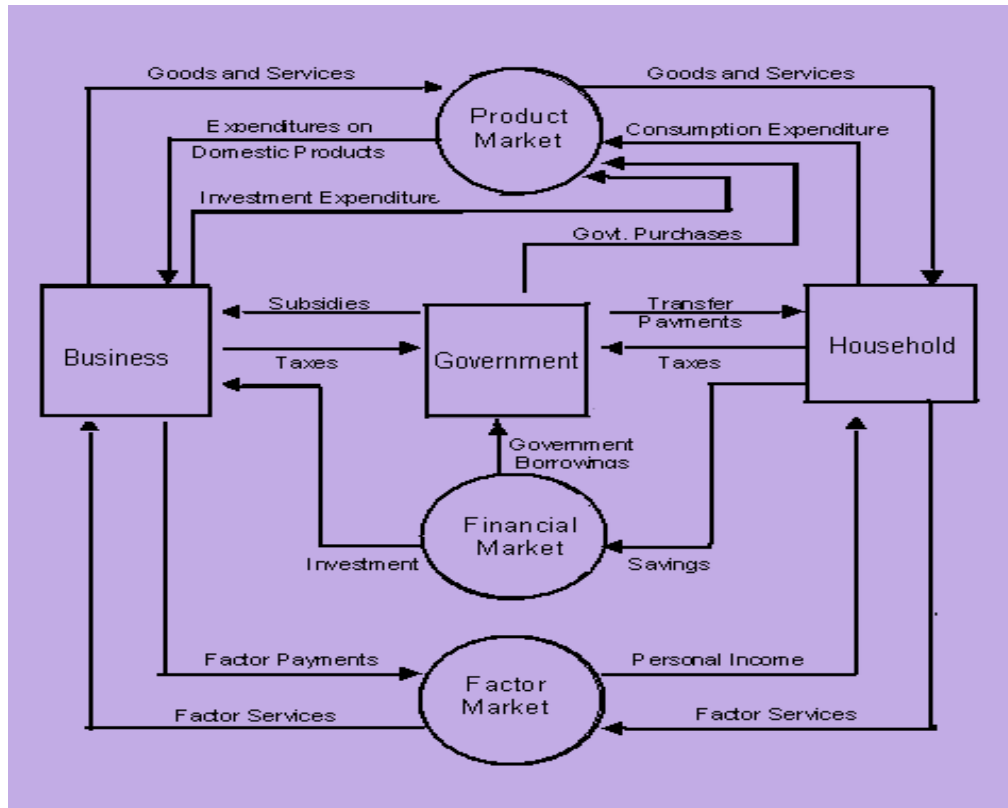 Goods and Services
Goods and Services
Product
Market
Expenditures on
Domestic Products
Consumption Expenditure
Investment Expenditure
Govt. Purchases
Subsidies
Transfer
Payments
Business
Government
Household
Taxes
Taxes
Government
Borrowings
Financial
Market
Investment
Savings
Factor Payments
Personal Income
Factor
Market
Factor Services
Factor Services